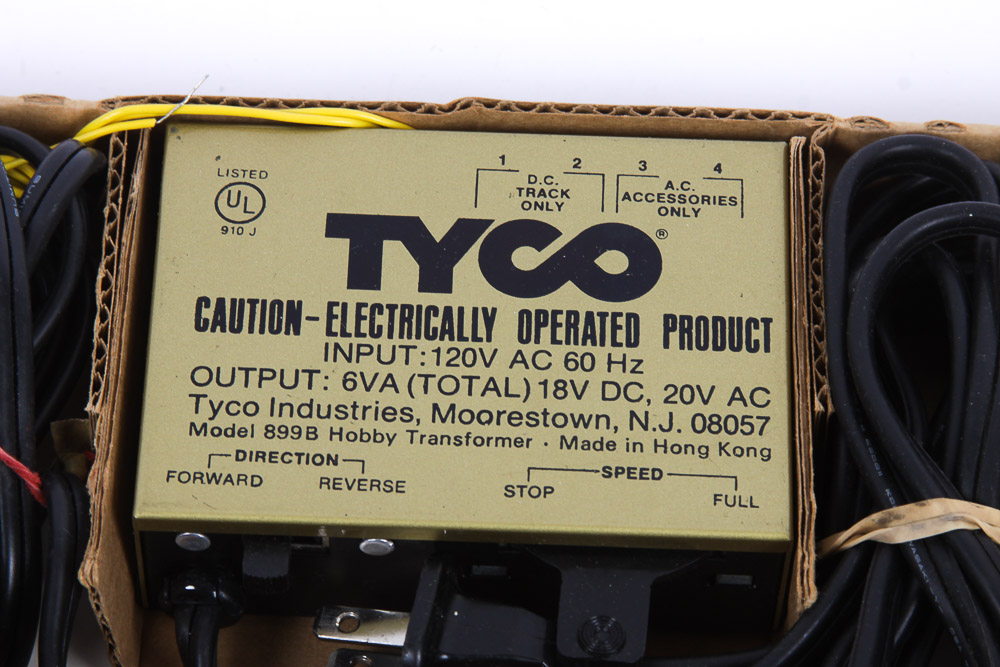 LISTED
UL
910 J
1 2
D.C.
TRACK
ONLY
3 4
A.C.
ACCESSORIES
ONLY
TYCO®
CAUTION-ELECTRICALLY OPERATED PRODUCT
INPUT: 120V AC 60 Hz
OUTPUT: 6VA (TOTAL) 18V DC, 20V AC
Tyco Industries, Moorestown, N.J. 08057
Model 899B Hobby Transformer · Made in Hong Kong
DIRECTION
FORWARD REVERSE
SPEED
STOP FULL